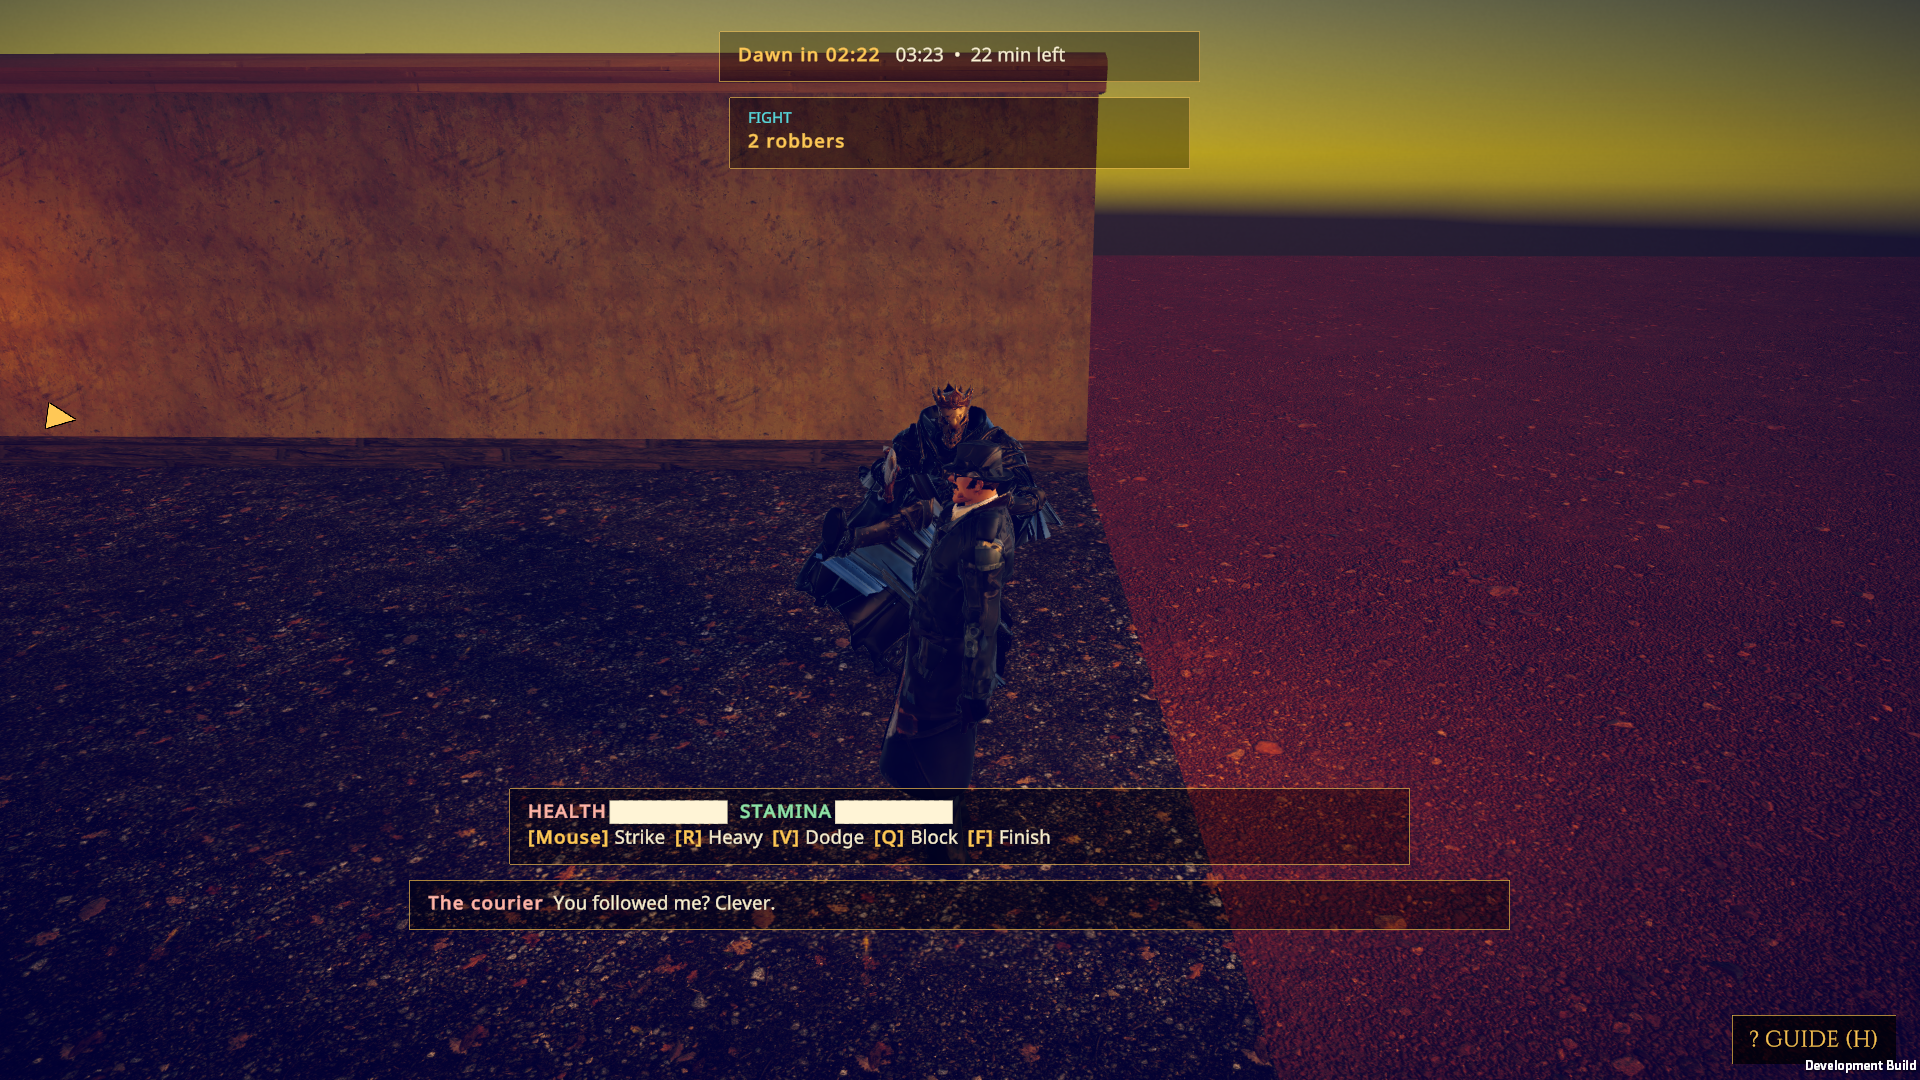 Dawn in 02:22 03:23 • 22 min left
FIGHT
2 robbers
HEALTH STAMINA
[Mouse] Strike [R] Heavy [V] Dodge [Q] Block [F] Finish
The courier You followed me? Clever.
? GUIDE (H)
Development Build